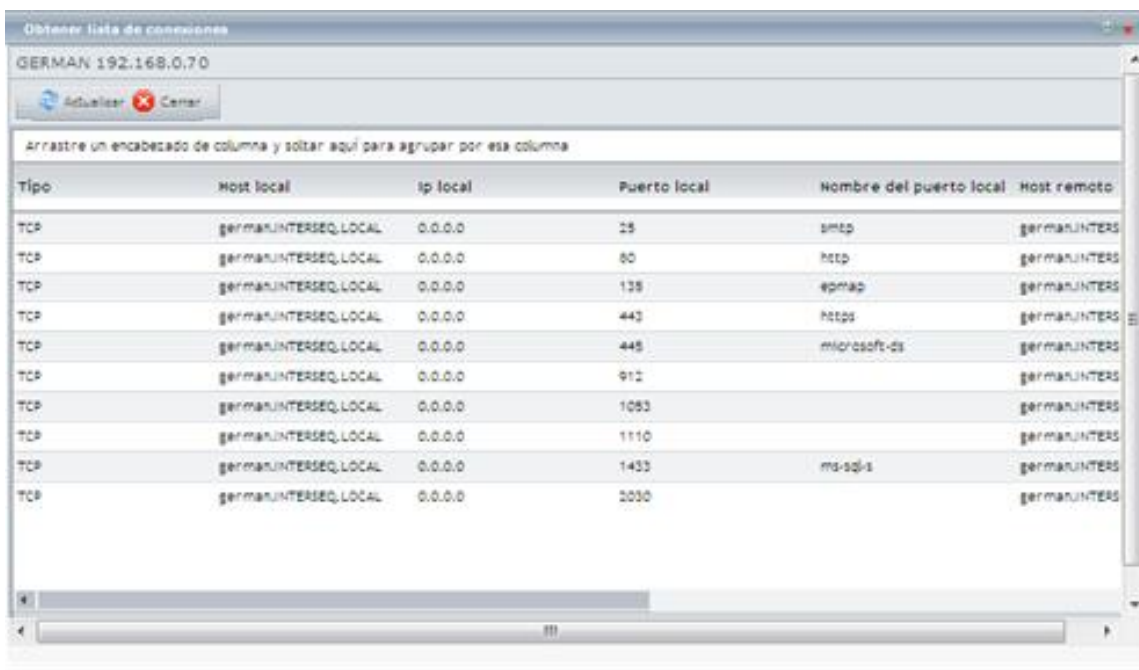 Obtener lista de conexiones
GERMAN 192.168.0.70
Actualizar Cerrar
Arrastre un encabezado de columna y soltar aquí para agrupar por esa columna
Tipo Host local Ip local Puerto local Nombre del puerto local Host remoto
TCP german.INTERSEQ.LOCAL 0.0.0.0 25 smtp german.INTERS
TCP german.INTERSEQ.LOCAL 0.0.0.0 80 http german.INTERS
TCP german.INTERSEQ.LOCAL 0.0.0.0 135 epmap german.INTERS
TCP german.INTERSEQ.LOCAL 0.0.0.0 443 https german.INTERS
TCP german.INTERSEQ.LOCAL 0.0.0.0 445 microsoft-ds german.INTERS
TCP german.INTERSEQ.LOCAL 0.0.0.0 912 german.INTERS
TCP german.INTERSEQ.LOCAL 0.0.0.0 german.INTERS
TCP german.INTERSEQ.LOCAL 0.0.0.0 1110 german.INTERS
TCP german.INTERSEQ.LOCAL 0.0.0.0 1433 ms-sql-s german.INTERS
TCP german.INTERSEQ.LOCAL 0.0.0.0 2030 german.INTERS